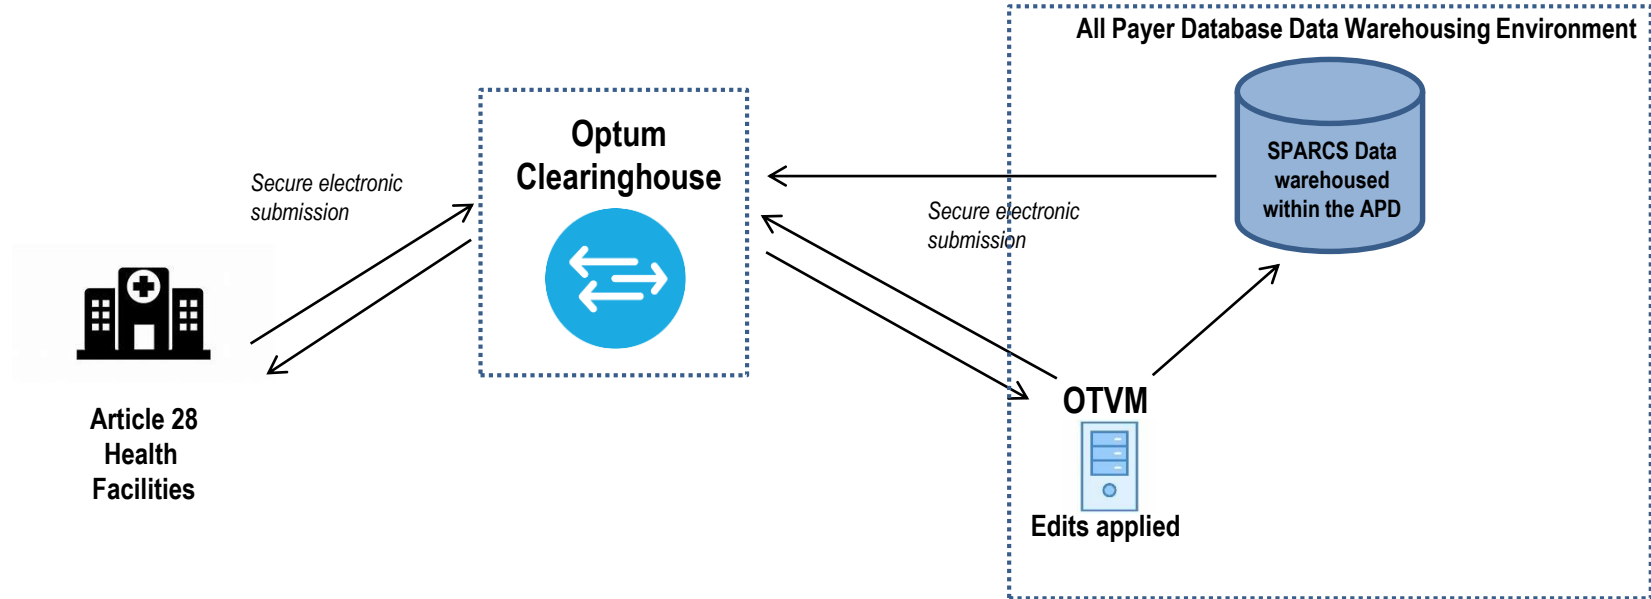 All Payer Database Data Warehousing Environment
Optum
Clearinghouse
SPARCS Data
warehoused
within the APD
Secure electronic
submission
Secure electronic
submission
Article 28
Health
Facilities
OTVM
Edits applied